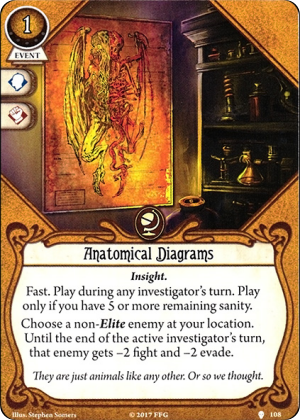 1
EVENT
Anatomical Diagrams
Insight.
Fast. Play during any investigator's turn. Play
only if you have 5 or more remaining sanity.
Choose a non-Elite enemy at your location.
Until the end of the active investigator's turn,
that enemy gets –2 fight and –2 evade.
They are just animals like any other. Or so we thought.
Illus. Stephen Somers
© 2017 FFG
108